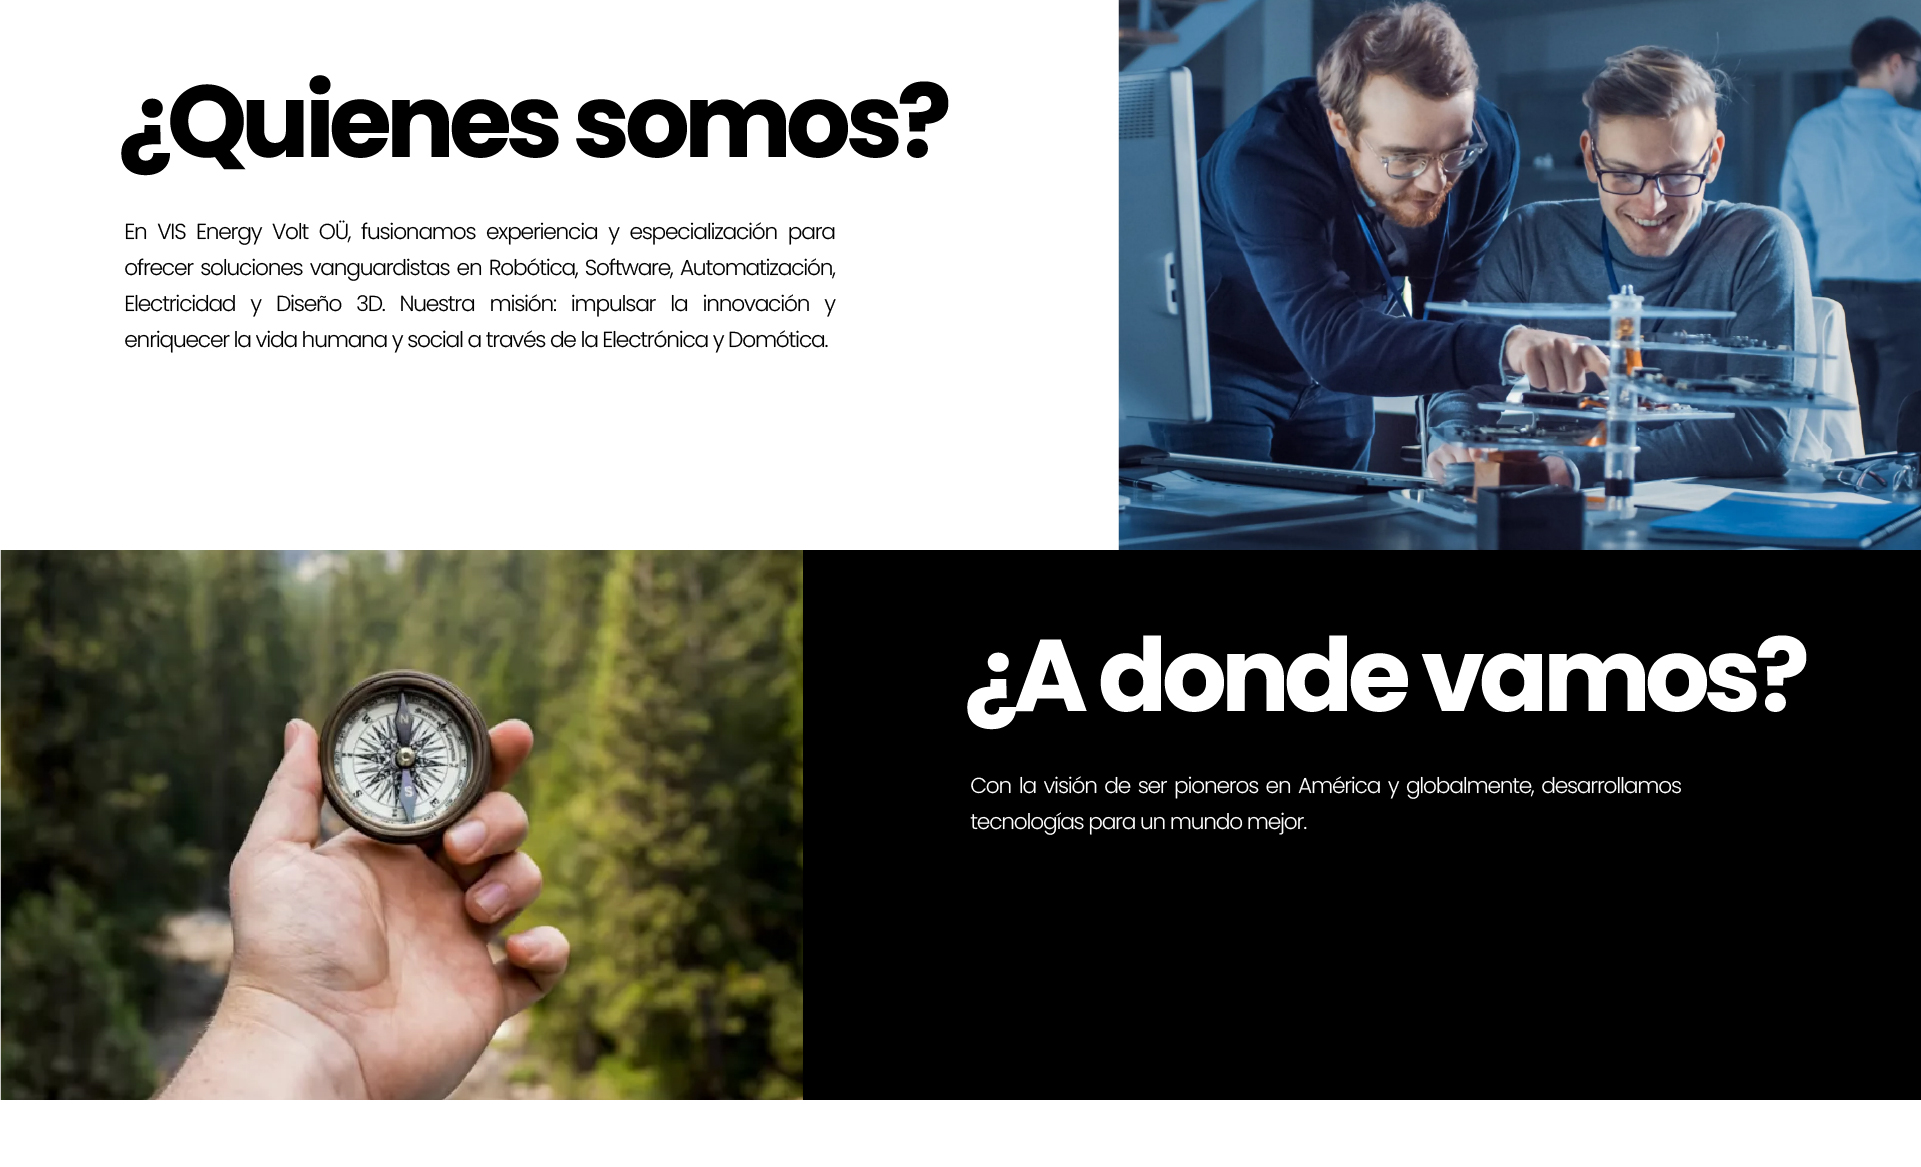 ¿Quienes somos?
En VIS Energy Volt OÜ, fusionamos experiencia y especialización para
ofrecer soluciones vanguardistas en Robótica, Software, Automatización,
Electricidad y Diseño 3D. Nuestra misión: impulsar la innovación y
enriquecer la vida humana y social a través de la Electrónica y Domótica.
N
S
¿A donde vamos?
Con la visión de ser pioneros en América y globalmente, desarrollamos
tecnologías para un mundo mejor.